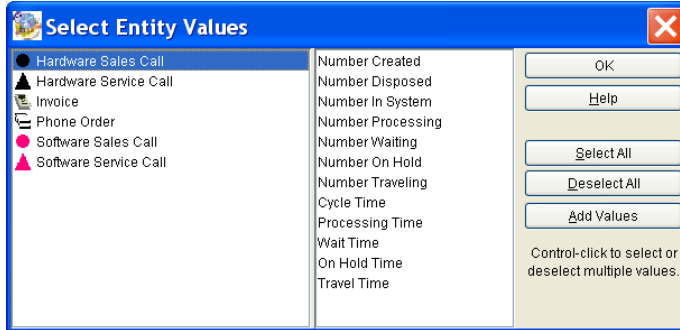 Select Entity Values
Hardware Sales Call
Hardware Service Call
Invoice
Phone Order
Software Sales Call
Software Service Call
Number Created
Number Disposed
Number In System
Number Processing
Number Waiting
Number On Hold
Number Traveling
Cycle Time
Processing Time
Wait Time
On Hold Time
Travel Time
OK
Help
Select All
Deselect All
Add Values
Control-click to select or
deselect multiple values.